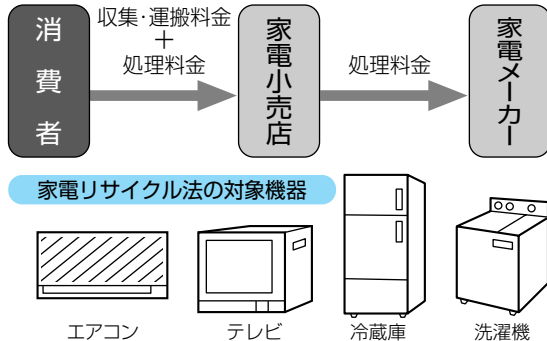 消費者
収集・運搬料金
+
処理料金
家電小売店
処理料金
家電メーカー
家電リサイクル法の対象機器
エアコン
テレビ
冷蔵庫
洗濯機